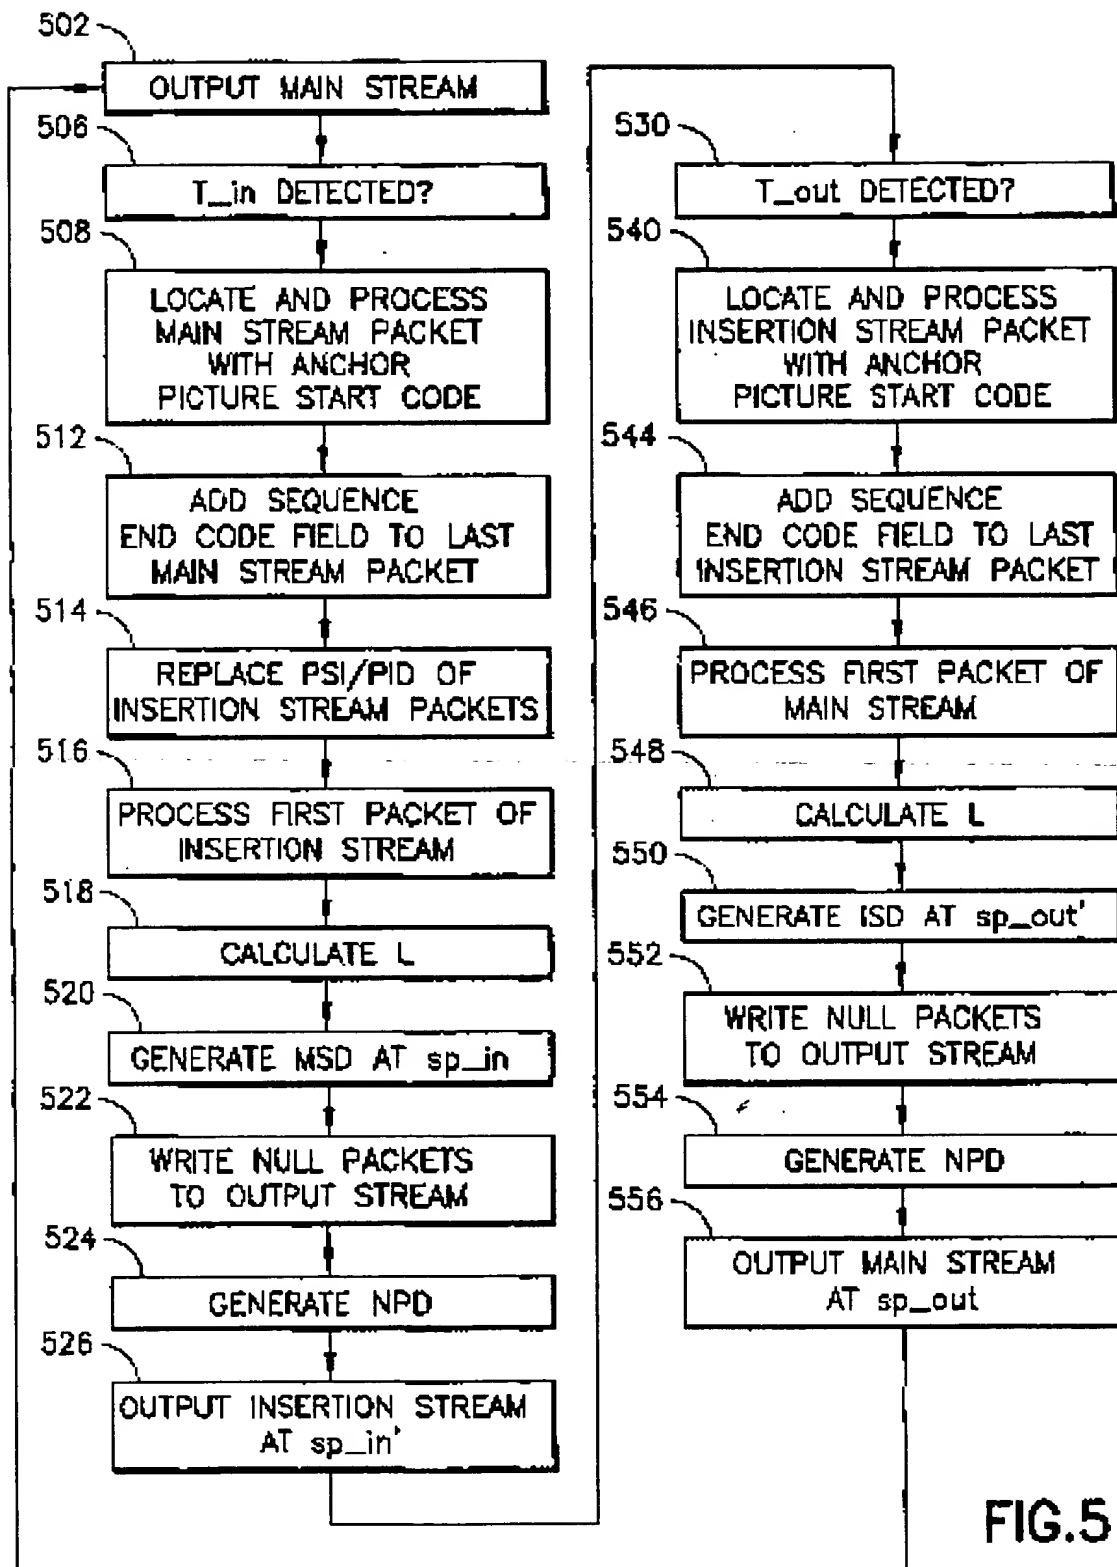 502
OUTPUT MAIN STREAM
506
T_in DETECTED?
508
LOCATE AND PROCESS
MAIN STREAM PACKET
WITH ANCHOR
PICTURE START CODE
512
ADD SEQUENCE
END CODE FIELD TO LAST
MAIN STREAM PACKET
514
REPLACE PSI/PID OF
INSERTION STREAM PACKETS
516
PROCESS FIRST PACKET OF
INSERTION STREAM
518
CALCULATE L
520
GENERATE MSD AT sp_in
522
WRITE NULL PACKETS
TO OUTPUT STREAM
524
GENERATE NPD
526
OUTPUT INSERTION STREAM
AT sp_in'
530
T_out DETECTED?
540
LOCATE AND PROCESS
INSERTION STREAM PACKET
WITH ANCHOR
PICTURE START CODE
544
ADD SEQUENCE
END CODE FIELD TO LAST
INSERTION STREAM PACKET
546
PROCESS FIRST PACKET OF
MAIN STREAM
548
CALCULATE L
550
GENERATE ISD AT sp_out'
552
WRITE NULL PACKETS
TO OUTPUT STREAM
554
GENERATE NPD
556
OUTPUT MAIN STREAM
AT sp_out
FIG.5